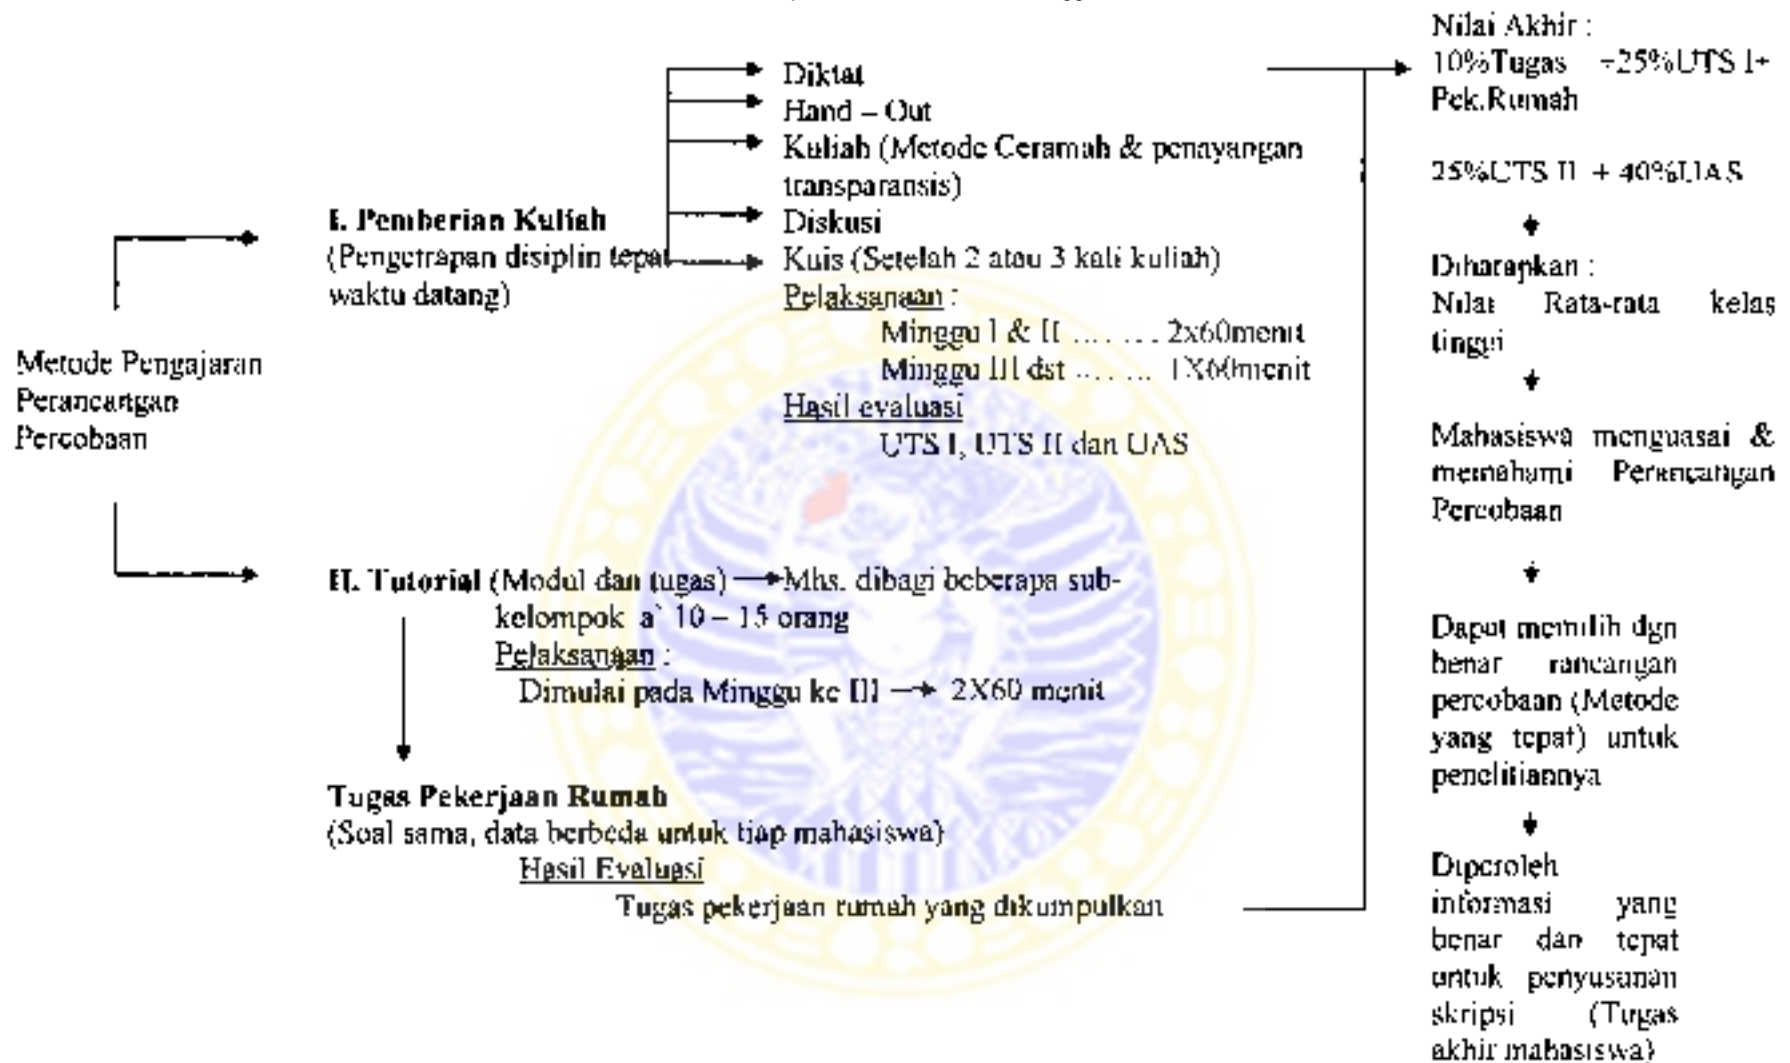 Metode Pengajaran
Perancangan
Percobaan
I. Pemberian Kuliah
(Pengetrapan disiplin tepat
waktu datang)
Diktat
Hand – Out
Kuliah (Metode Ceramah & penayangan
transparansis)
Diskusi
Kuis (Setelah 2 atau 3 kali kuliah)
Pelaksanaan :
Minggu I & II ... .... ... 2x60menit
Minggu III dst ... .... ... 1X60menit
Hasil evaluasi
UTS I, UTS II dan UAS
II. Tutorial (Modul dan tugas) → Mhs. dibagi beberapa sub-
kelompok a` 10 – 15 orang
Pelaksanaan :
Dimulai pada Minggu ke III → 2X60 menit
Tugas Pekerjaan Rumah
(Soal sama, data berbeda untuk tiap mahasiswa)
Hasil Evaluasi
Tugas pekerjaan rumah yang dikumpulkan
Nilai Akhir :
10%Tugas +25%UTS I+
Pek.Rumah
25%UTS II + 40%UAS
Diharapkan :
Nilai Rata-rata kelas
tinggi
Mahasiswa menguasai &
memahami Perancangan
Percobaan
Dapat memilih dgn
benar rancangan
percobaan (Metode
yang tepat) untuk
penelitiannya
Diperoleh
informasi yang
benar dan tepat
untuk penyusunan
skripsi (Tugas
akhir mahasiswa)